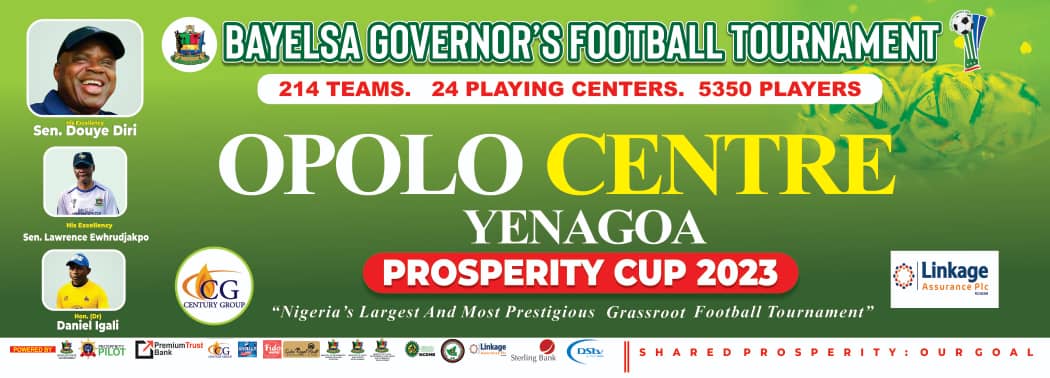 BAYELSA GOVERNOR'S FOOTBALL TOURNAMENT
214 TEAMS. 24 PLAYING CENTERS. 5350 PLAYERS
His Excellency
Sen. Douye Diri
His Excellency
Sen. Lawrence Ewhrudjakpo
Hon. (Dr)
Daniel Igali
OPOLO CENTRE
YENAGOA
PROSPERITY CUP 2023
"Nigeria's Largest And Most Prestigious Grassroot Football Tournament"
CG
CENTURY GROUP
Linkage
Assurance Plc
POWERED BY
PILOT
PremiumTrust
Bank
CG
Fido
NCDMB
Linkage
Sterling Bank
DStv
SHARED PROSPERITY: OUR GOAL